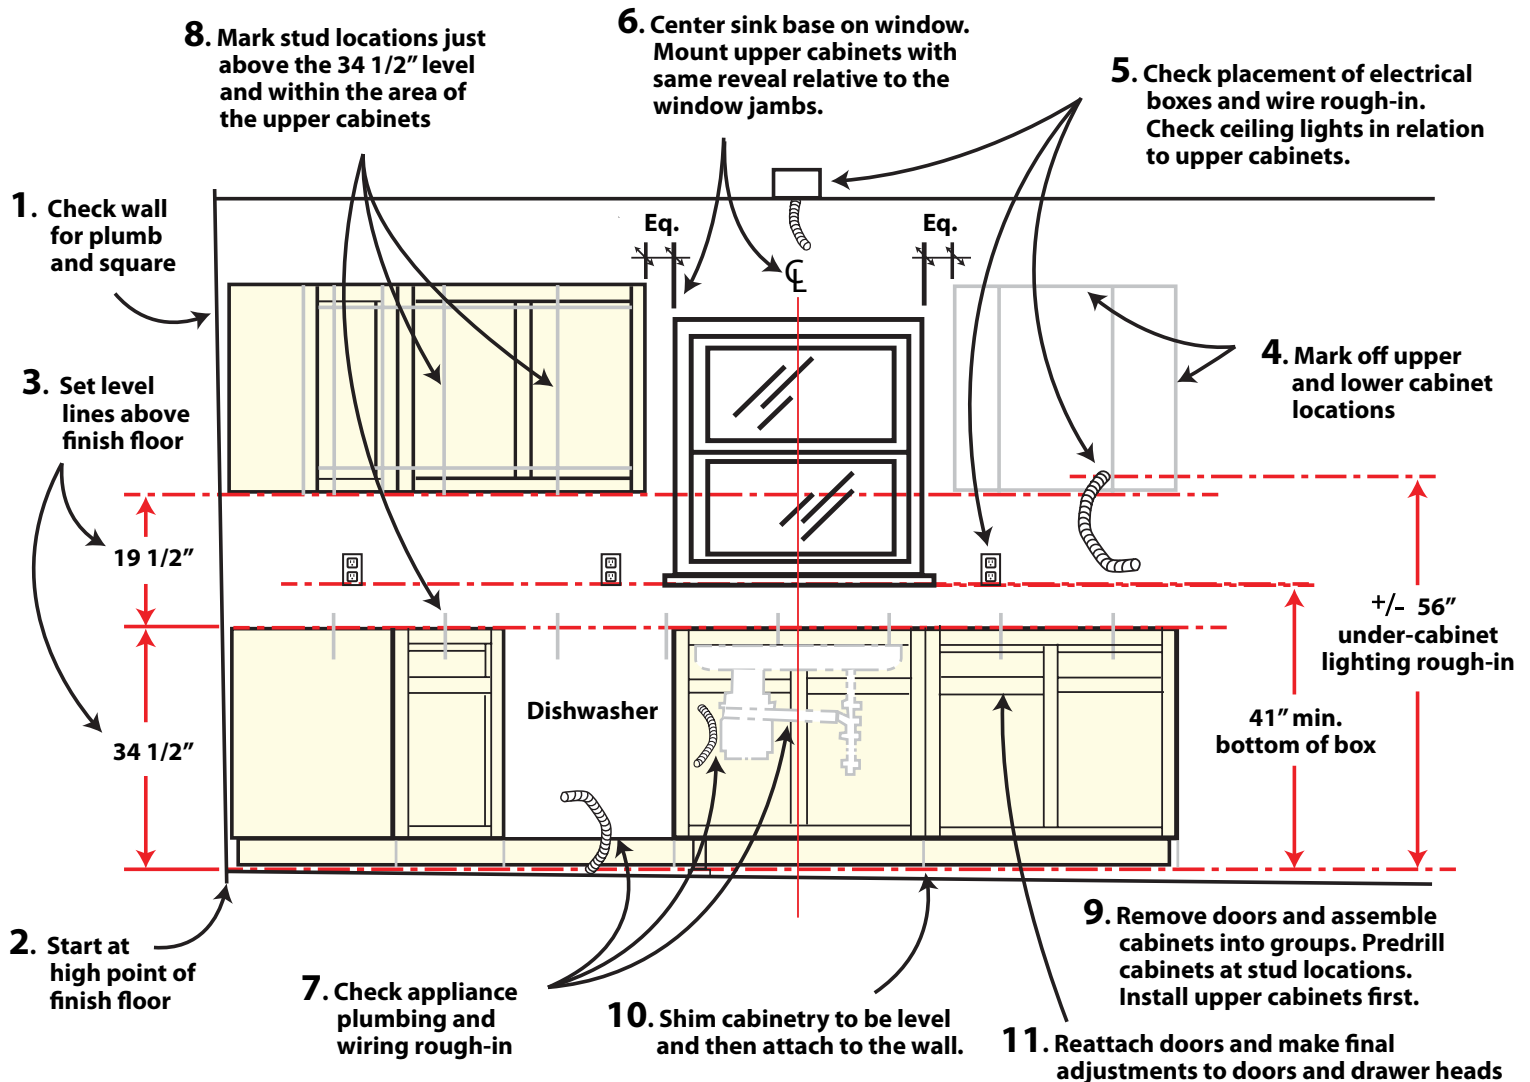 8. Mark stud locations just
above the 34 1/2” level
and within the area of
the upper cabinets
6. Center sink base on window.
Mount upper cabinets with
same reveal relative to the
window jambs.
5. Check placement of electrical
boxes and wire rough-in.
Check ceiling lights in relation
to upper cabinets.
1. Check wall
for plumb
and square
Eq.
Eq.
℄
3. Set level
lines above
finish floor
4. Mark off upper
and lower cabinet
locations
19 1/2”
+/- 56”
under-cabinet
lighting rough-in
Dishwasher
41” min.
bottom of box
34 1/2”
2. Start at
high point of
finish floor
7. Check appliance
plumbing and
wiring rough-in
10. Shim cabinetry to be level
and then attach to the wall.
9. Remove doors and assemble
cabinets into groups. Predrill
cabinets at stud locations.
Install upper cabinets first.
11. Reattach doors and make final
adjustments to doors and drawer heads